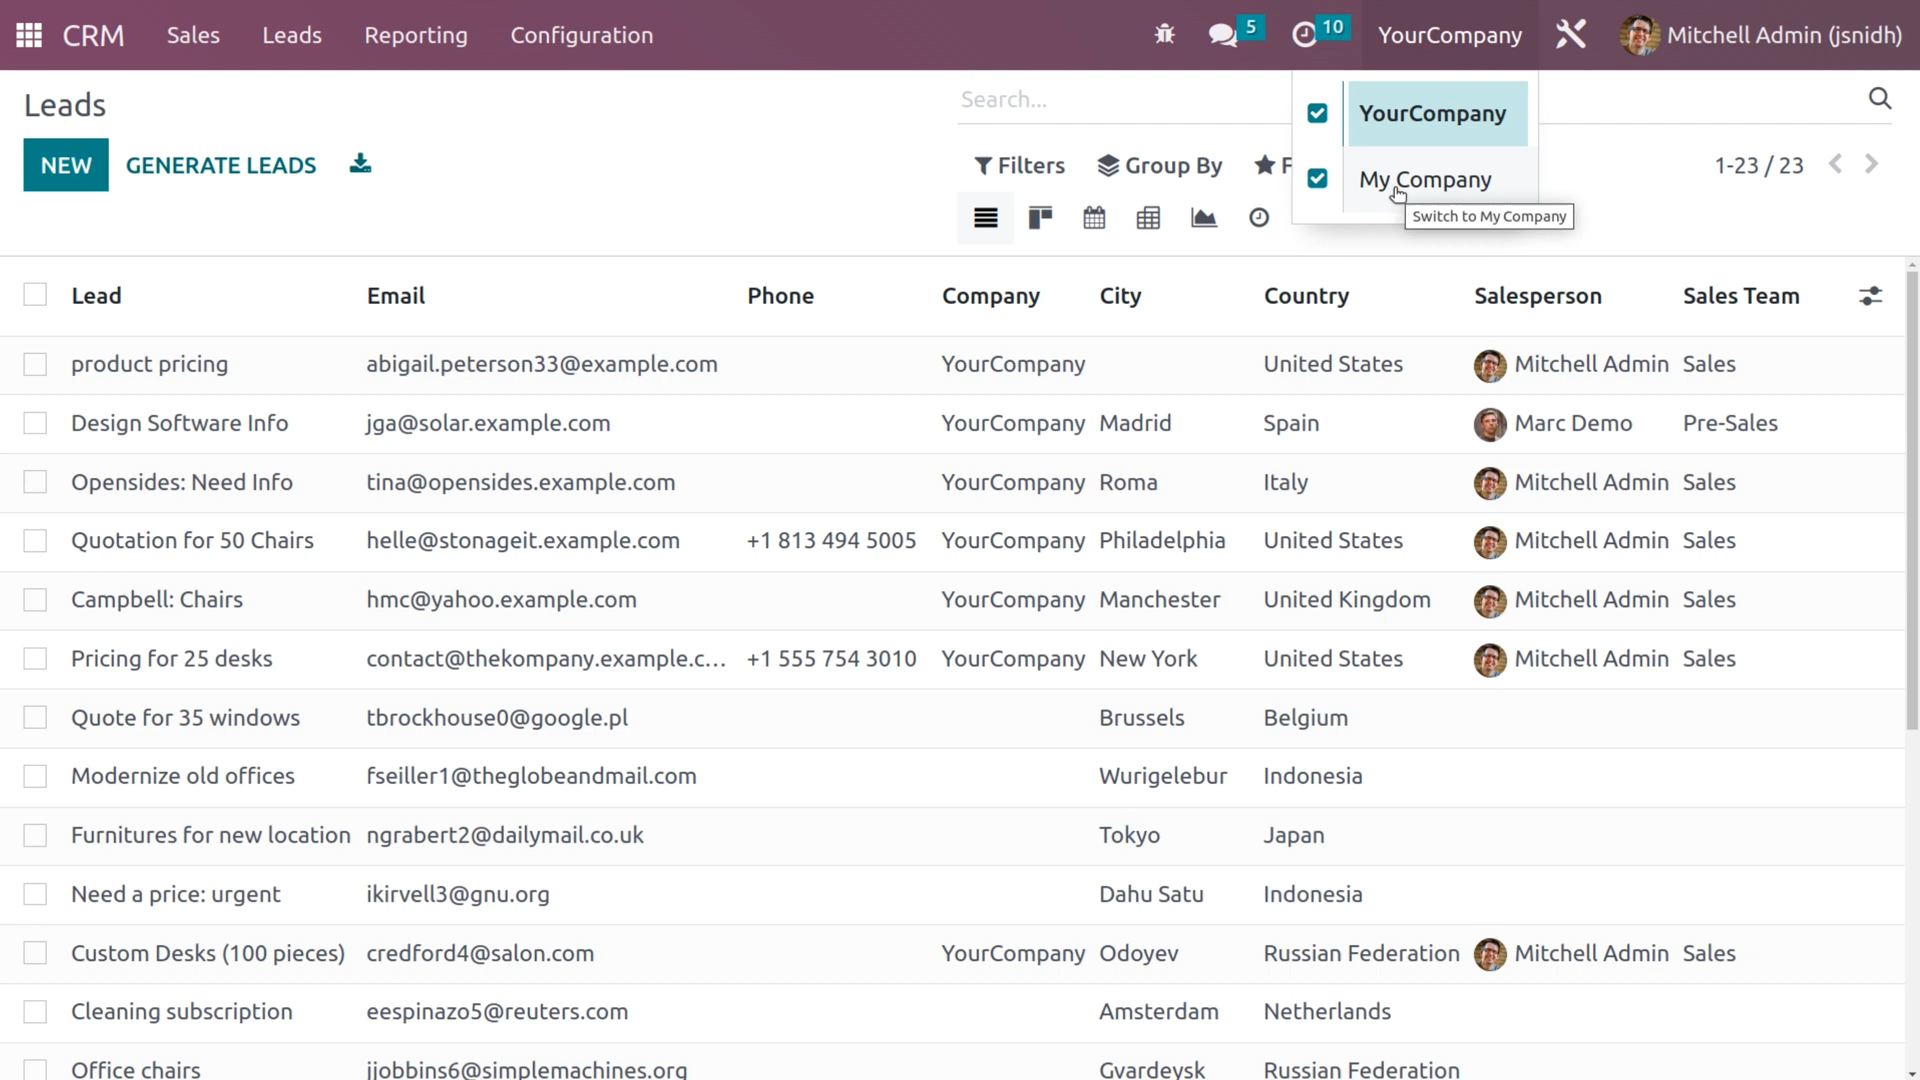 CRM Sales Leads Reporting Configuration 5 10 YourCompany Mitchell Admin (jsnidh)
Leads
Search...
YourCompany
NEW GENERATE LEADS
Filters Group By F
1-23 / 23
My Company
Switch to My Company
Lead Email Phone Company City Country Salesperson Sales Team
product pricing abigail.peterson33@example.com YourCompany United States Mitchell Admin Sales
Design Software Info jga@solar.example.com YourCompany Madrid Spain Marc Demo Pre-Sales
Opensides: Need Info tina@opensides.example.com YourCompany Roma Italy Mitchell Admin Sales
Quotation for 50 Chairs helle@stonageit.example.com +1 813 494 5005 YourCompany Philadelphia United States Mitchell Admin Sales
Campbell: Chairs hmc@yahoo.example.com YourCompany Manchester United Kingdom Mitchell Admin Sales
Pricing for 25 desks contact@thekompany.example.c... +1 555 754 3010 YourCompany New York United States Mitchell Admin Sales
Quote for 35 windows tbrockhouse0@google.pl Brussels Belgium
Modernize old offices fseiller1@theglobeandmail.com Wurigelebur Indonesia
Furnitures for new location ngrabert2@dailymail.co.uk Tokyo Japan
Need a price: urgent ikirvell3@gnu.org Dahu Satu Indonesia
Custom Desks (100 pieces) credford4@salon.com YourCompany Odoyev Russian Federation Mitchell Admin Sales
Cleaning subscription eespinazo5@reuters.com Amsterdam Netherlands
Office chairs jjobbins6@simplemachines.org Gvardeysk Russian Federation